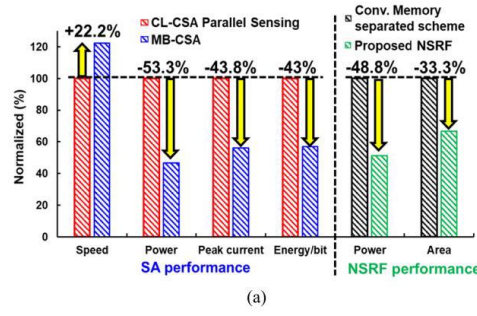 +22.2%
CL-CSA Parallel Sensing
MB-CSA
Conv. Memory
separated scheme
Proposed NSRF
-53.3%
-43.8%
-43%
-48.8%
-33.3%
Normalized (%)
120
100
80
60
40
20
0
Speed
Power
Peak current
Energy/bit
Power
Area
SA performance
NSRF performance
(a)